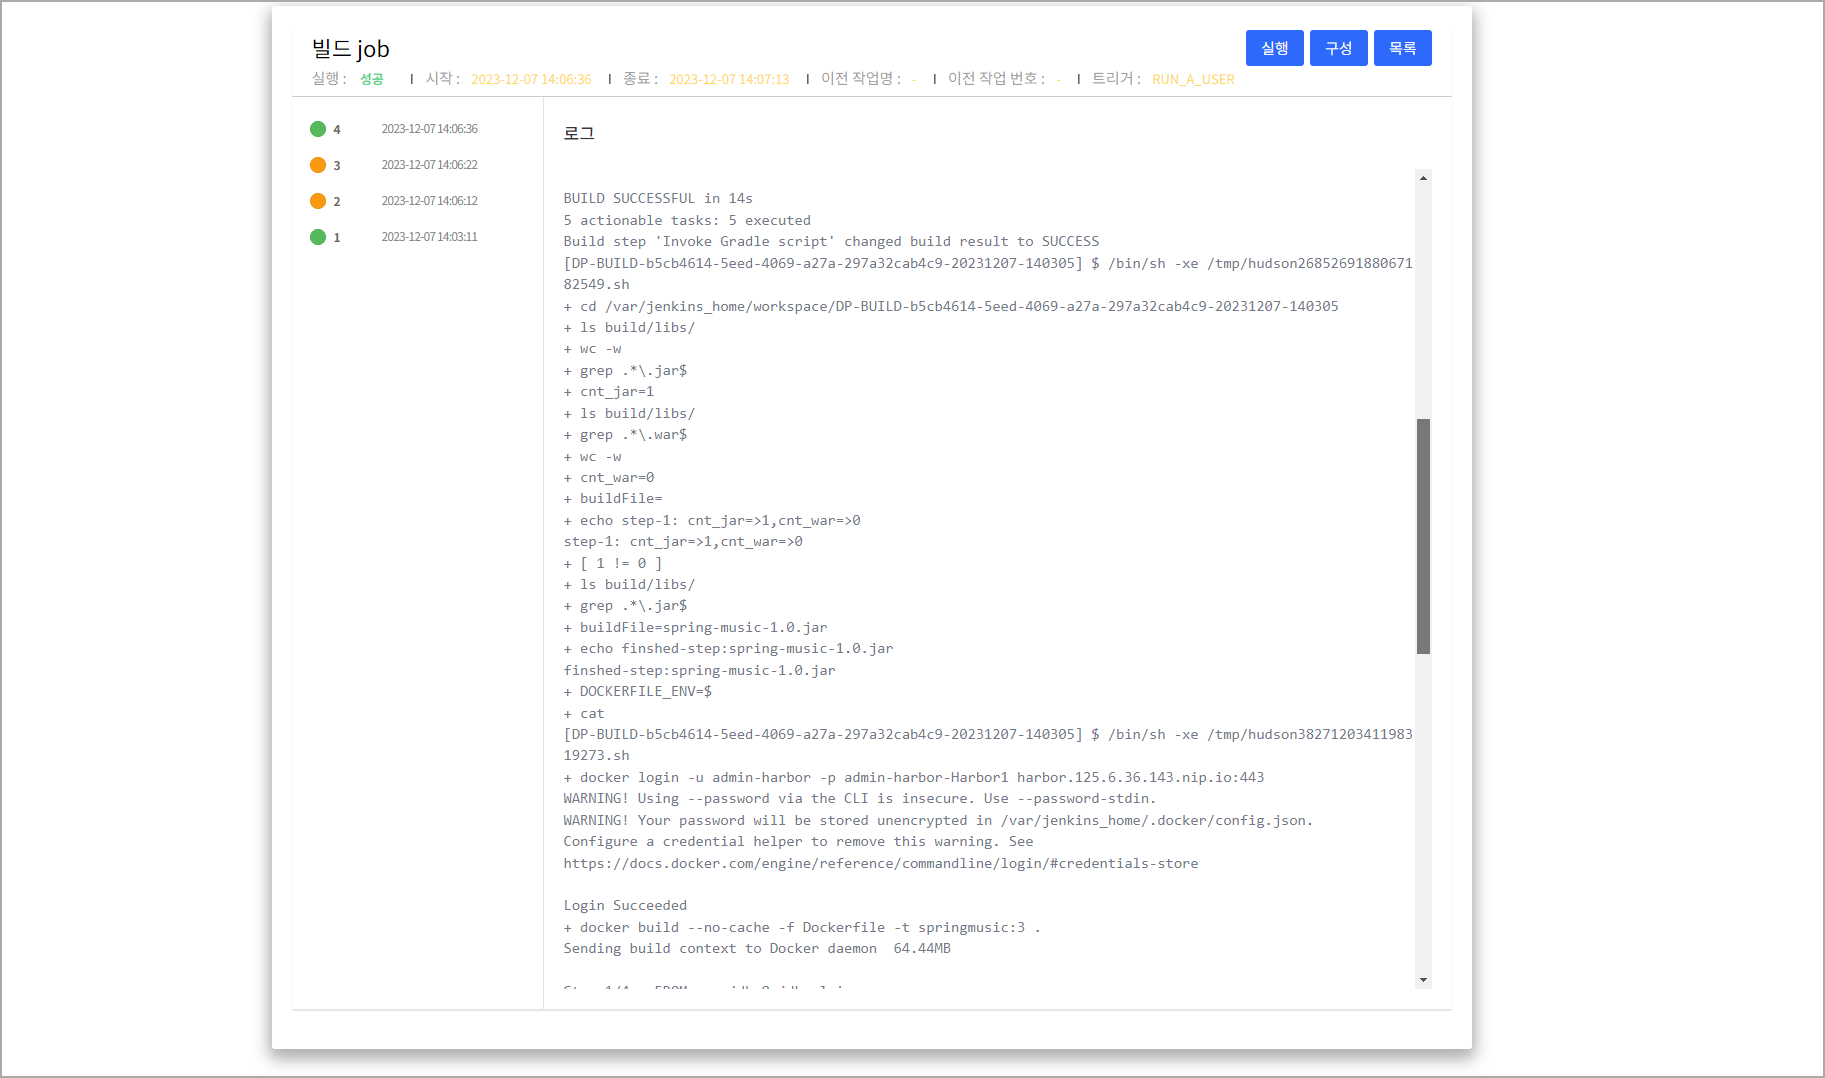 빌드 job
실행 구성 목록
실행 : 성공 | 시작 : 2023-12-07 14:06:36 | 종료 : 2023-12-07 14:07:13 | 이전 작업명 : - | 이전 작업 번호 : - | 트리거 : RUN_A_USER
4 2023-12-07 14:06:36
3 2023-12-07 14:06:22
2 2023-12-07 14:06:12
1 2023-12-07 14:03:11
로그
BUILD SUCCESSFUL in 14s
5 actionable tasks: 5 executed
Build step 'Invoke Gradle script' changed build result to SUCCESS
[DP-BUILD-b5cb4614-5eed-4069-a27a-297a32cab4c9-20231207-140305] $ /bin/sh -xe /tmp/hudson26852691880671
82549.sh
+ cd /var/jenkins_home/workspace/DP-BUILD-b5cb4614-5eed-4069-a27a-297a32cab4c9-20231207-140305
+ ls build/libs/
+ wc -w
+ grep .*\.jar$
+ cnt_jar=1
+ ls build/libs/
+ grep .*\.war$
+ wc -w
+ cnt_war=0
+ buildFile=
+ echo step-1: cnt_jar=>1,cnt_war=>0
step-1: cnt_jar=>1,cnt_war=>0
+ [ 1 != 0 ]
+ ls build/libs/
+ grep .*\.jar$
+ buildFile=spring-music-1.0.jar
+ echo finshed-step:spring-music-1.0.jar
finshed-step:spring-music-1.0.jar
+ DOCKERFILE_ENV=$
+ cat
[DP-BUILD-b5cb4614-5eed-4069-a27a-297a32cab4c9-20231207-140305] $ /bin/sh -xe /tmp/hudson38271203411983
19273.sh
+ docker login -u admin-harbor -p admin-harbor-Harbor1 harbor.125.6.36.143.nip.io:443
WARNING! Using --password via the CLI is insecure. Use --password-stdin.
WARNING! Your password will be stored unencrypted in /var/jenkins_home/.docker/config.json.
Configure a credential helper to remove this warning. See
https://docs.docker.com/engine/reference/commandline/login/#credentials-store
Login Succeeded
+ docker build --no-cache -f Dockerfile -t springmusic:3 .
Sending build context to Docker daemon  64.44MB